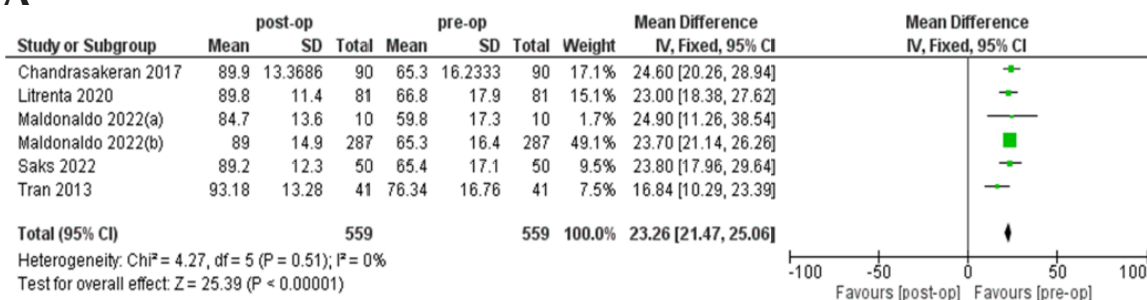 post-op pre-op Mean Difference Mean Difference
Study or Subgroup Mean SD Total Mean SD Total Weight IV, Fixed, 95% CI IV, Fixed, 95% CI
Chandrasakeran 2017 89.9 13.3686 90 65.3 16.2333 90 17.1% 24.60 [20.26, 28.94]
Litrenta 2020 89.8 11.4 81 66.8 17.9 81 15.1% 23.00 [18.38, 27.62]
Maldonaldo 2022(a) 84.7 13.6 10 59.8 17.3 10 1.7% 24.90 [11.26, 38.54]
Maldonaldo 2022(b) 89 14.9 287 65.3 16.4 287 49.1% 23.70 [21.14, 26.26]
Saks 2022 89.2 12.3 50 65.4 17.1 50 9.5% 23.80 [17.96, 29.64]
Tran 2013 93.18 13.28 41 76.34 16.76 41 7.5% 16.84 [10.29, 23.39]
Total (95% CI) 559 559 100.0% 23.26 [21.47, 25.06]
Heterogeneity: Chi² = 4.27, df = 5 (P = 0.51); I² = 0%
Test for overall effect: Z = 25.39 (P < 0.00001)
-100 -50 0 50 100
Favours [post-op] Favours [pre-op]